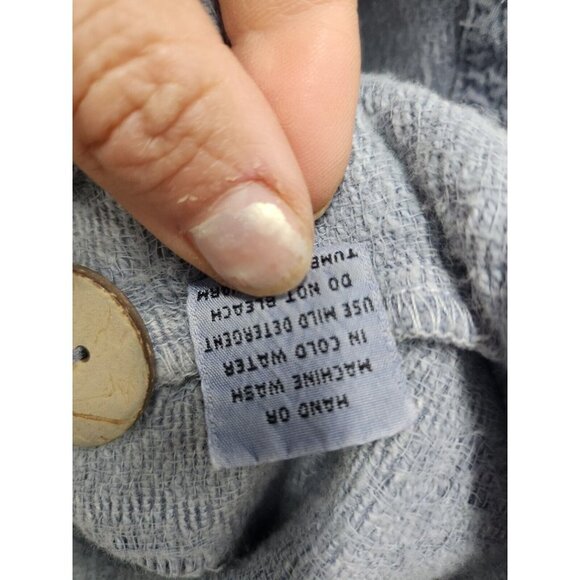 HAND OR
MACHINE WASH
IN COLD WATER
USE MILD DETERGENT
DO NOT BLEACH